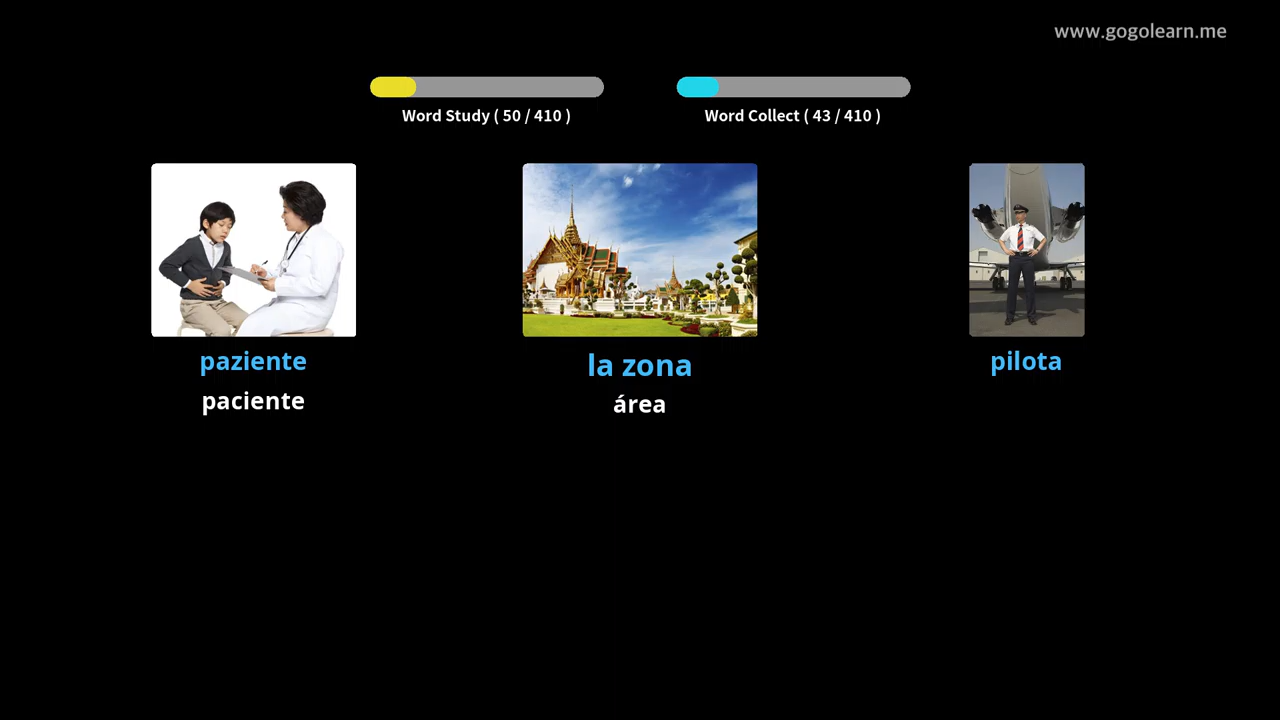 www.gogolearn.me
Word Study ( 50 / 410 )
Word Collect ( 43 / 410 )
paziente
paciente
la zona
área
pilota